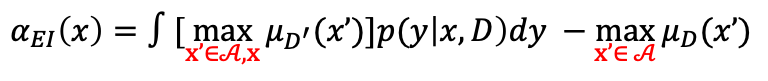 α_EI(x) = ∫ [max_{x’∈𝒜,x} μ_{D′}(x’)]p(y|x, D)dy − max_{x’∈𝒜} μ_D(x’)